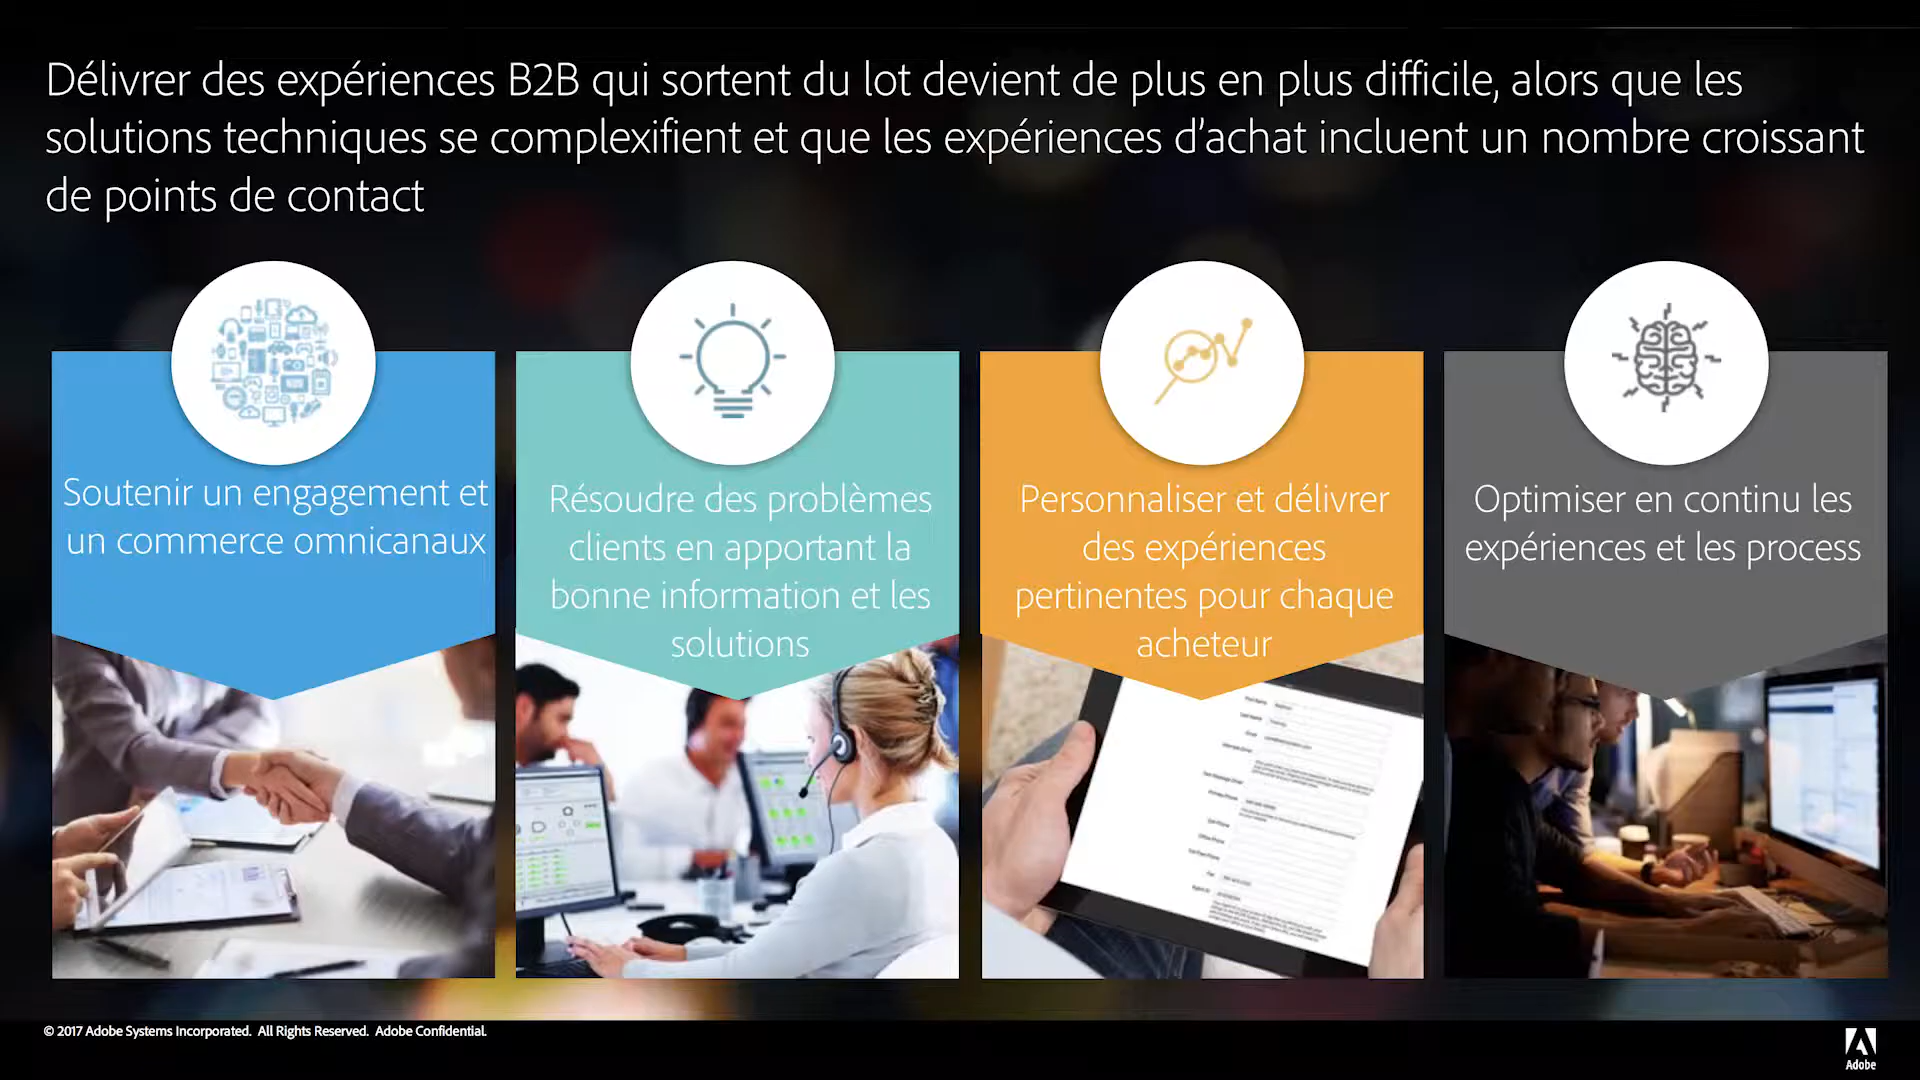 Délivrer des expériences B2B qui sortent du lot devient de plus en plus difficile, alors que les
solutions techniques se complexifient et que les expériences d’achat incluent un nombre croissant
de points de contact
Soutenir un engagement et
un commerce omnicanaux
Résoudre des problèmes
clients en apportant la
bonne information et les
solutions
Personnaliser et délivrer
des expériences
pertinentes pour chaque
acheteur
Optimiser en continu les
expériences et les process
© 2017 Adobe Systems Incorporated. All Rights Reserved. Adobe Confidential.
Adobe